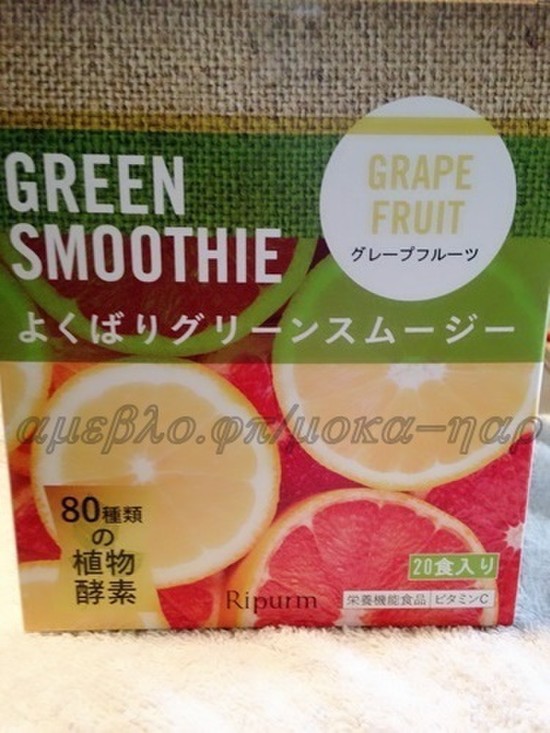 GREEN
SMOOTHIE
GRAPE
FRUIT
グレープフルーツ
よくばりグリーンスムージー
αμεβλο.φπ/μοκα－ηαρ
80種類
の
植物
酵素
20食入り
Ripurm
栄養機能食品 ビタミンC